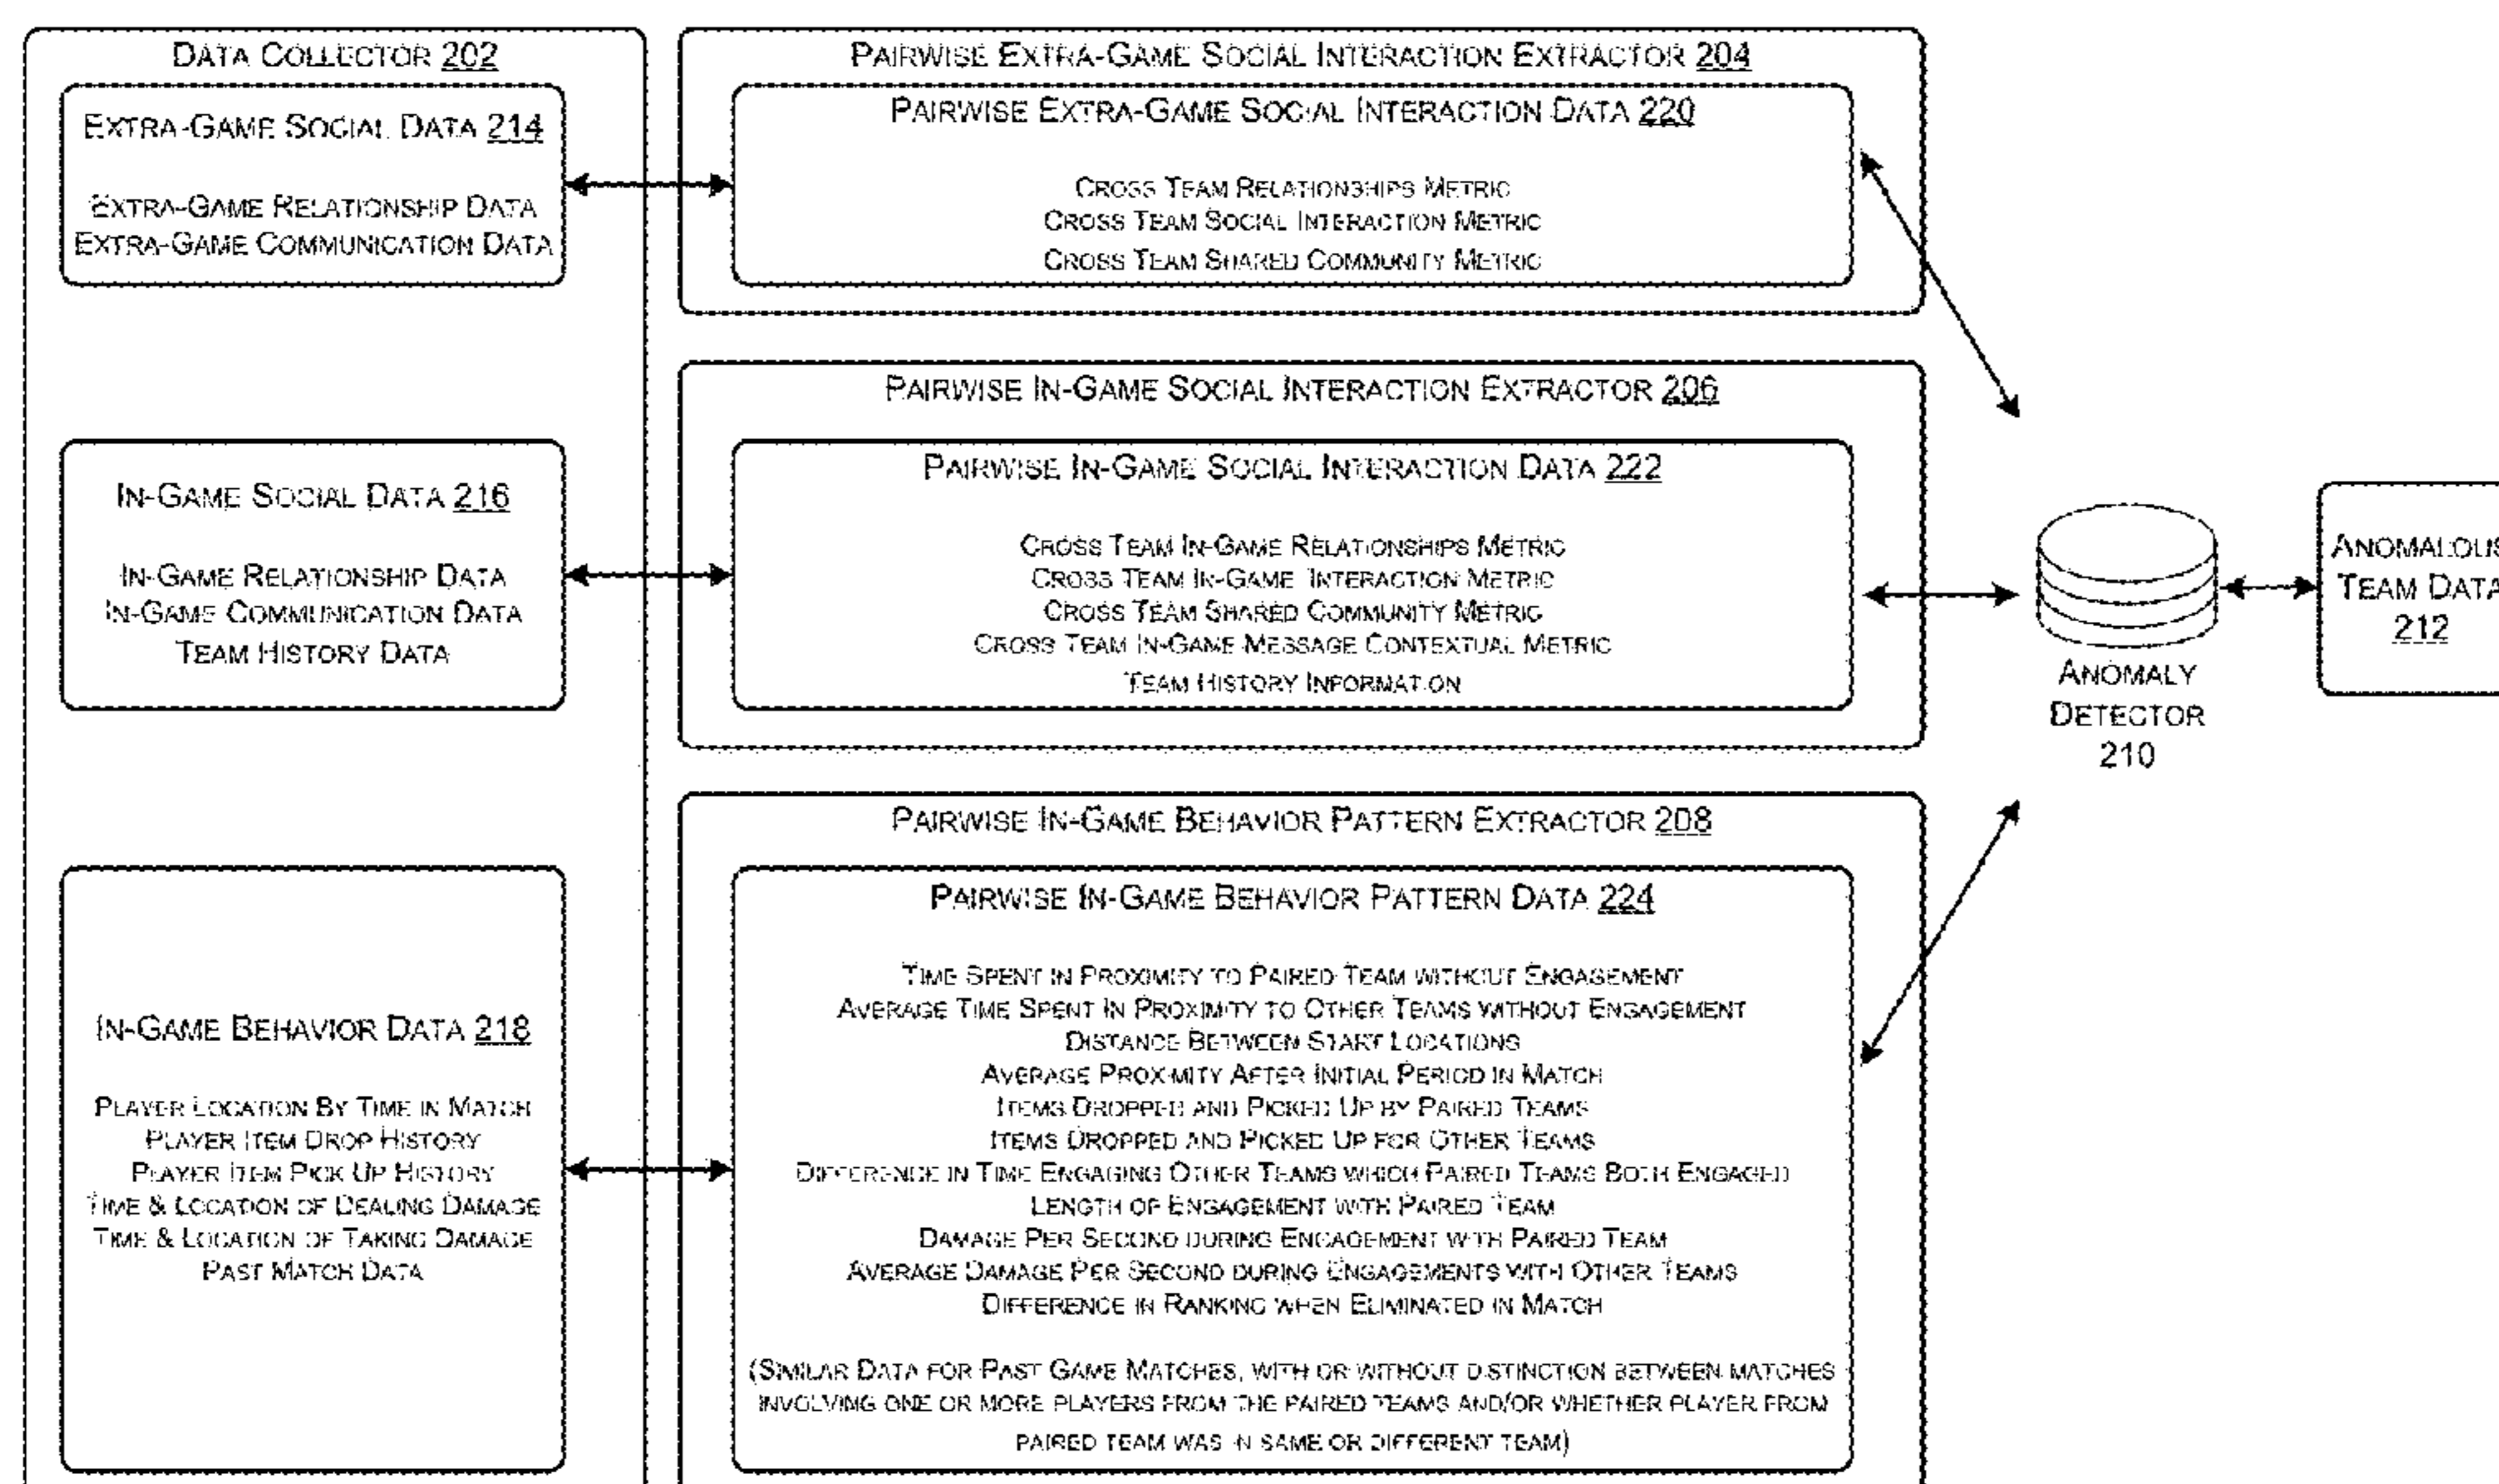 DATA COLLECTOR 202
EXTRA-GAME SOCIAL DATA 214
EXTRA-GAME RELATIONSHIP DATA
EXTRA-GAME COMMUNICATION DATA
IN-GAME SOCIAL DATA 216
IN-GAME RELATIONSHIP DATA
IN-GAME COMMUNICATION DATA
TEAM HISTORY DATA
IN-GAME BEHAVIOR DATA 218
PLAYER LOCATION BY TIME IN MATCH
PLAYER ITEM DROP HISTORY
PLAYER ITEM PICK UP HISTORY
TIME & LOCATION OF DEALING DAMAGE
TIME & LOCATION OF TAKING DAMAGE
PAST MATCH DATA
PAIRWISE EXTRA-GAME SOCIAL INTERACTION EXTRACTOR 204
PAIRWISE EXTRA-GAME SOCIAL INTERACTION DATA 220
CROSS TEAM RELATIONSHIPS METRIC
CROSS TEAM SOCIAL INTERACTION METRIC
CROSS TEAM SHARED COMMUNITY METRIC
PAIRWISE IN-GAME SOCIAL INTERACTION EXTRACTOR 206
PAIRWISE IN-GAME SOCIAL INTERACTION DATA 222
CROSS TEAM IN-GAME RELATIONSHIPS METRIC
CROSS TEAM IN-GAME INTERACTION METRIC
CROSS TEAM SHARED COMMUNITY METRIC
CROSS TEAM IN-GAME MESSAGE CONTEXTUAL METRIC
TEAM HISTORY INFORMATION
PAIRWISE IN-GAME BEHAVIOR PATTERN EXTRACTOR 208
PAIRWISE IN-GAME BEHAVIOR PATTERN DATA 224
TIME SPENT IN PROXIMITY TO PAIRED TEAM WITHOUT ENGAGEMENT
AVERAGE TIME SPENT IN PROXIMITY TO OTHER TEAMS WITHOUT ENGAGEMENT
DISTANCE BETWEEN START LOCATIONS
AVERAGE PROXIMITY AFTER INITIAL PERIOD IN MATCH
ITEMS DROPPED AND PICKED UP BY PAIRED TEAMS
ITEMS DROPPED AND PICKED UP FOR OTHER TEAMS
DIFFERENCE IN TIME ENGAGING OTHER TEAMS WHICH PAIRED TEAMS BOTH ENGAGED
LENGTH OF ENGAGEMENT WITH PAIRED TEAM
DAMAGE PER SECOND DURING ENGAGEMENT WITH PAIRED TEAM
AVERAGE DAMAGE PER SECOND DURING ENGAGEMENTS WITH OTHER TEAMS
DIFFERENCE IN RANKING WHEN ELIMINATED IN MATCH
(SIMILAR DATA FOR PAST GAME MATCHES, WITH OR WITHOUT DISTINCTION BETWEEN MATCHES
INVOLVING ONE OR MORE PLAYERS FROM THE PAIRED TEAMS AND/OR WHETHER PLAYER FROM
PAIRED TEAM WAS IN SAME OR DIFFERENT TEAM)
ANOMALY
DETECTOR
210
ANOMALOUS
TEAM DATA
212